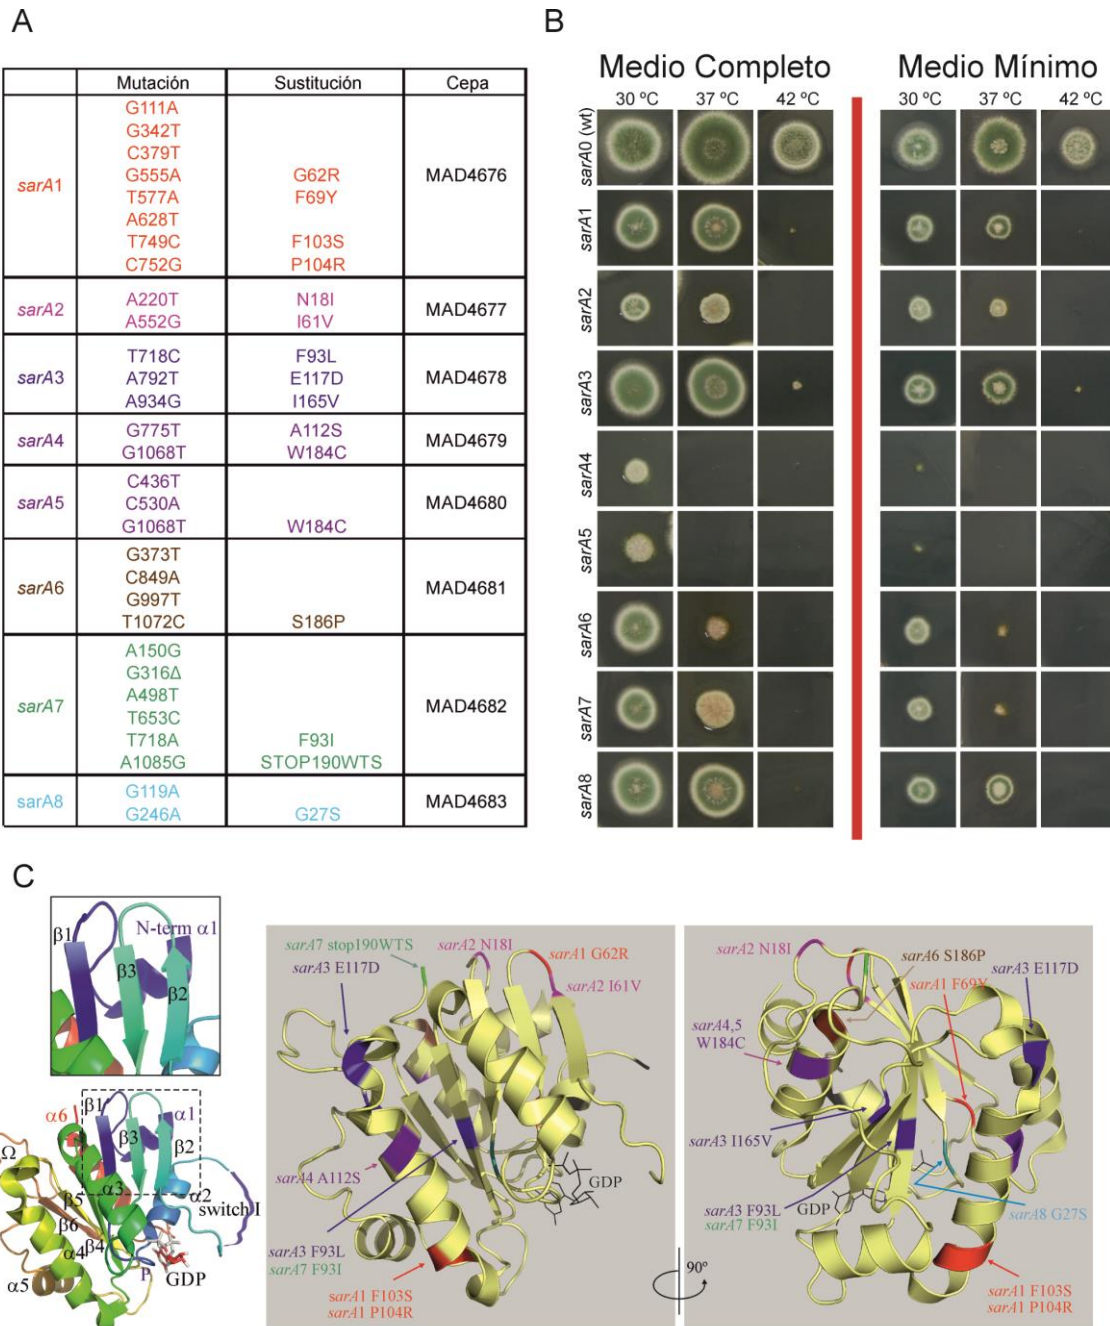 A
Mutación Sustitución Cepa
sarA1
G111A
G342T
C379T
G555A G62R
T577A F69Y
A628T
T749C F103S
C752G P104R
MAD4676
sarA2
A220T N18I
A552G I61V
MAD4677
sarA3
T718C F93L
A792T E117D
A934G I165V
MAD4678
sarA4
G775T A112S
G1068T W184C
MAD4679
sarA5
C436T
C530A
G1068T W184C
MAD4680
sarA6
G373T
C849A
G997T
T1072C S186P
MAD4681
sarA7
A150G
G316Δ
A498T
T653C
T718A F93I
A1085G STOP190WTS
MAD4682
sarA8
G119A
G246A G27S
MAD4683
B
Medio Completo Medio Mínimo
30 ºC 37 ºC 42 ºC 30 ºC 37 ºC 42 ºC
sarA0 (wt)
sarA1
sarA2
sarA3
sarA4
sarA5
sarA6
sarA7
sarA8
C
β1
β3
N-term α1
β2
α6
β1
β3
α1
β2
Ω
α3
α2
switch I
β5
β6
α4
β4
α5
P
GDP
sarA7 stop190WTS
sarA3 E117D
sarA2 N18I
sarA1 G62R
sarA2 I61V
sarA4 A112S
GDP
sarA3 F93L
sarA7 F93I
sarA1 F103S
sarA1 P104R
90º
sarA2 N18I
sarA6 S186P
sarA1 F69Y
sarA3 E117D
sarA4,5
W184C
sarA3 I165V
sarA3 F93L
sarA7 F93I
GDP
sarA8 G27S
sarA1 F103S
sarA1 P104R